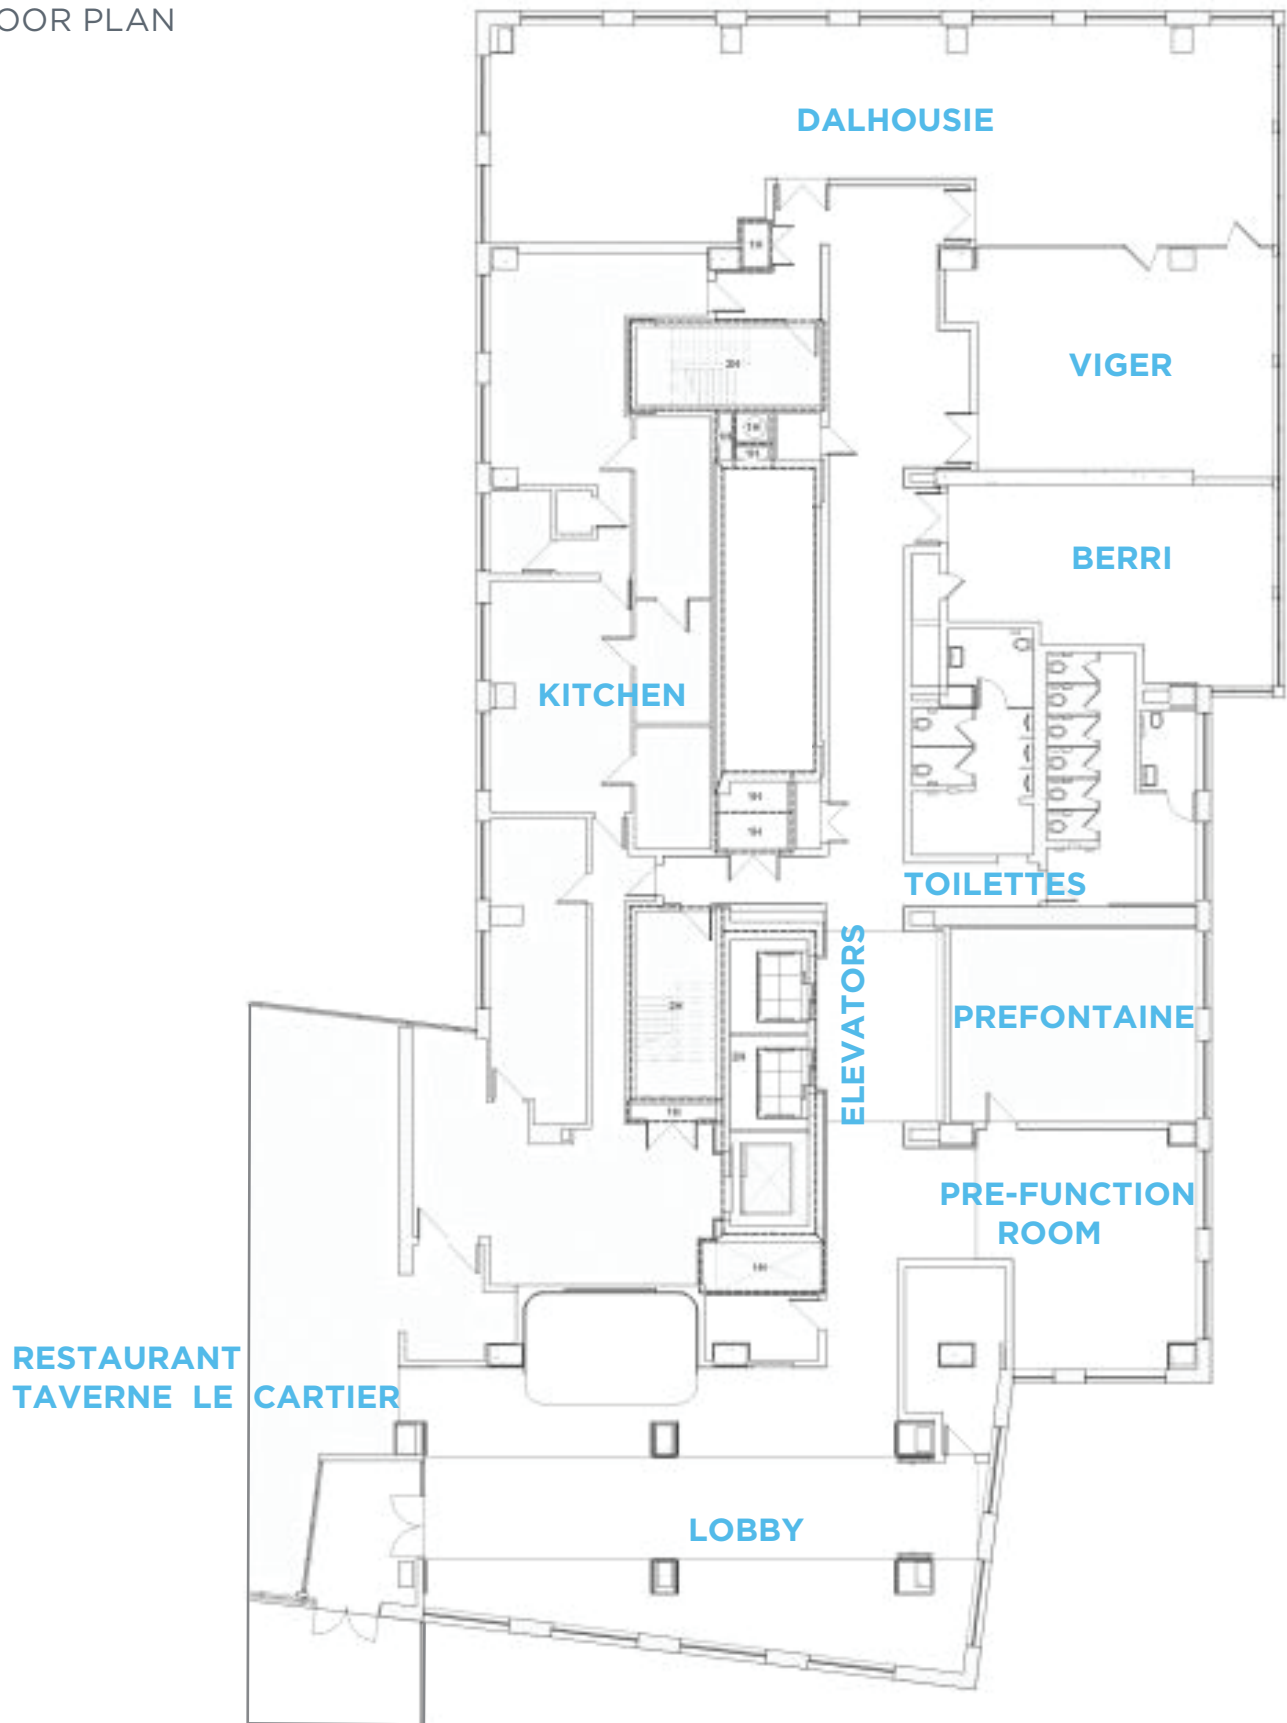 OOR PLAN
DALHOUSIE
VIGER
BERRI
KITCHEN
TOILETTES
ELEVATORS
PREFONTAINE
PRE-FUNCTION
ROOM
RESTAURANT
TAVERNE LE CARTIER
LOBBY